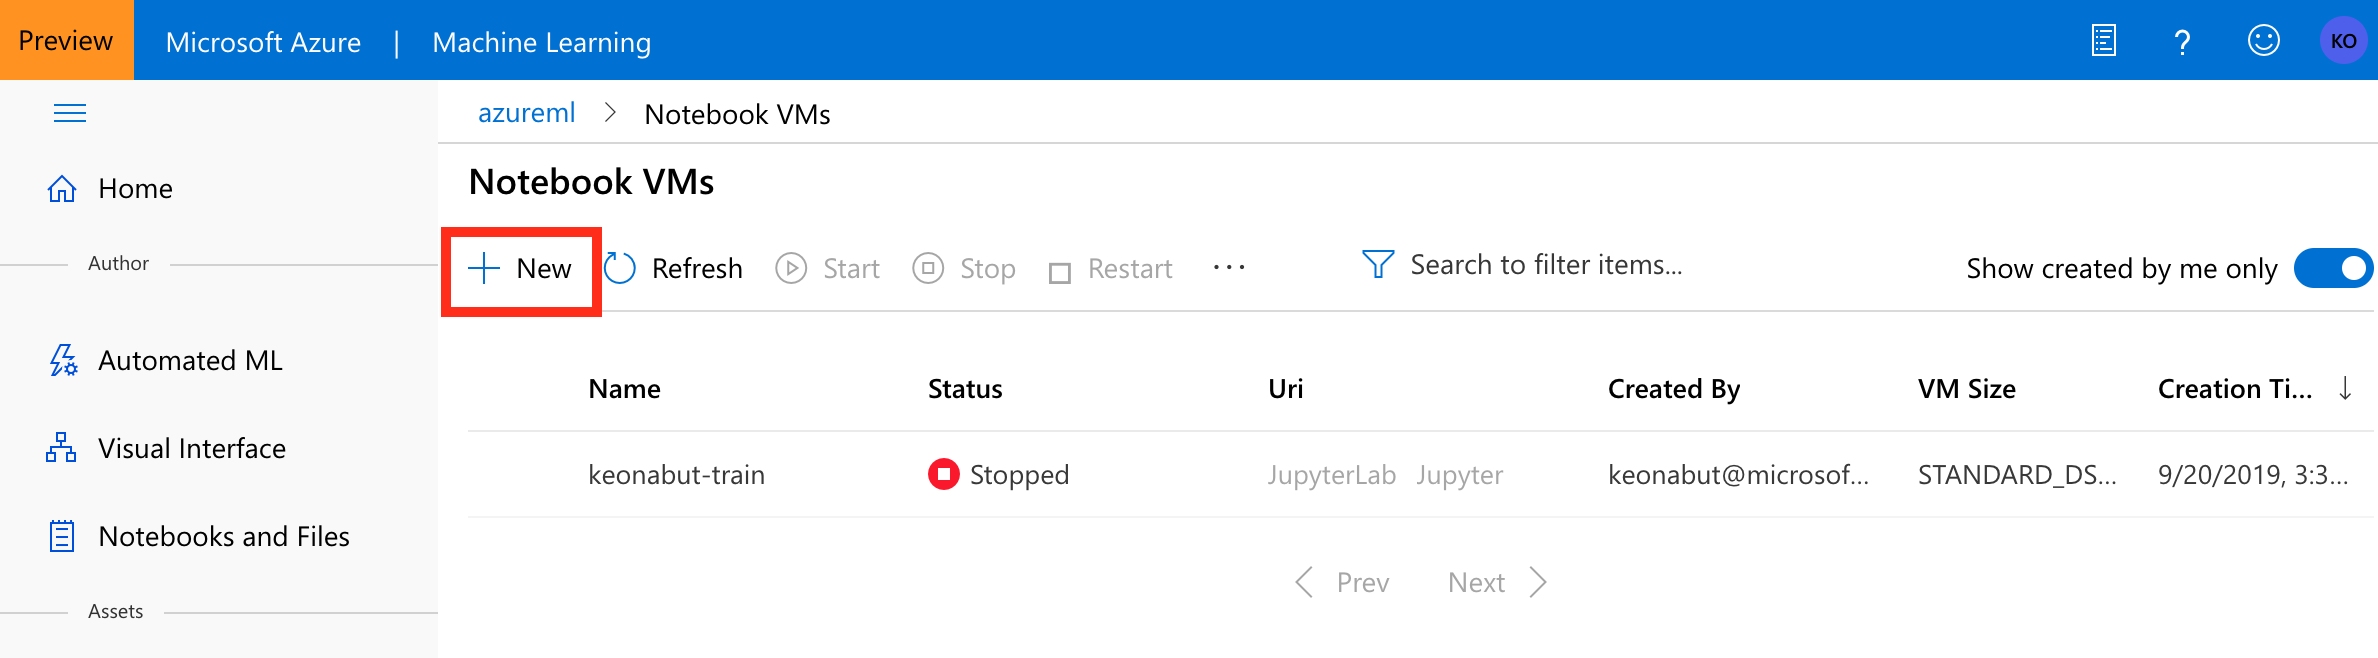 Preview Microsoft Azure | Machine Learning ? KO
azureml > Notebook VMs
Notebook VMs
Home
Author
Automated ML
Visual Interface
Notebooks and Files
Assets
+ New Refresh Start Stop Restart ... Search to filter items... Show created by me only
Name Status Uri Created By VM Size Creation Ti... ↓
keonabut-train Stopped JupyterLab Jupyter keonabut@microsof... STANDARD_DS... 9/20/2019, 3:3...
< Prev Next >